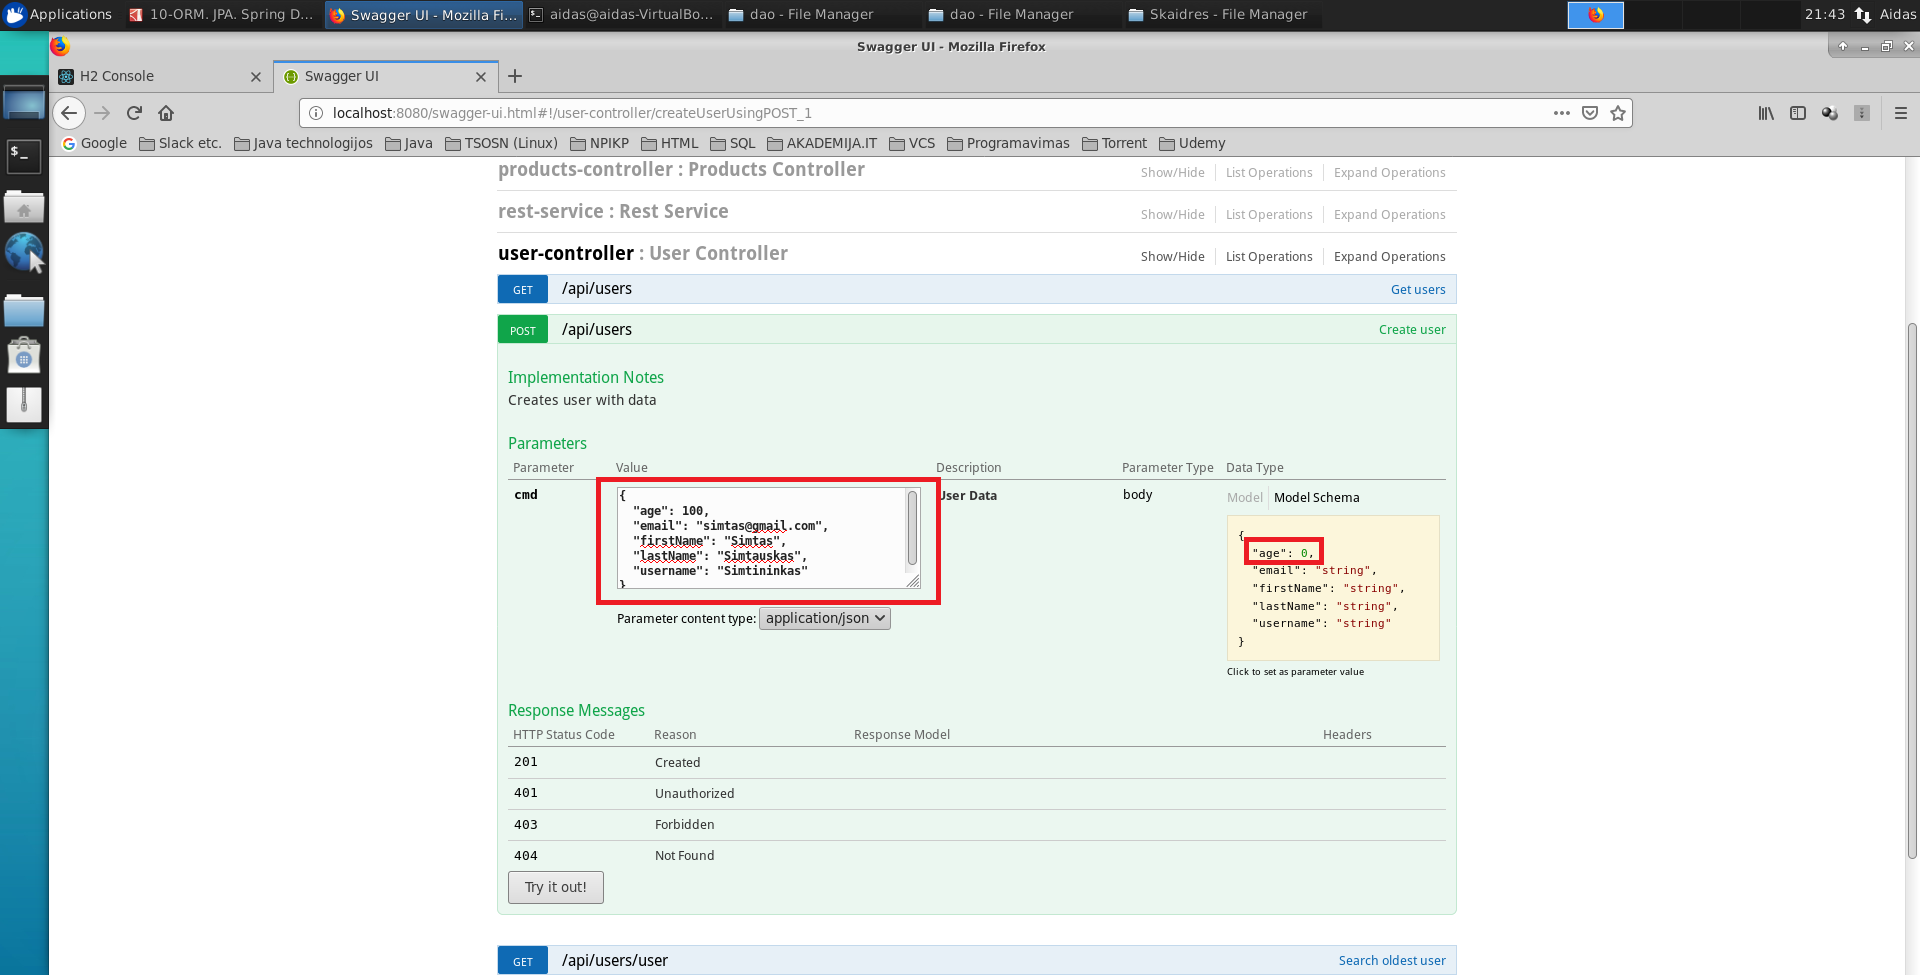 Applications
10-ORM. JPA. Spring D...
Swagger UI - Mozilla Fi...
aidas@aidas-VirtualBo...
dao - File Manager
dao - File Manager
Skaidres - File Manager
21:43
Aidas
Swagger UI - Mozilla Firefox
H2 Console
Swagger UI
localhost:8080/swagger-ui.html#!/user-controller/createUserUsingPOST_1
Google
Slack etc.
Java technologijos
Java
TSOSN (Linux)
NPIKP
HTML
SQL
AKADEMIJA.IT
VCS
Programavimas
Torrent
Udemy
products-controller : Products Controller
Show/Hide
List Operations
Expand Operations
rest-service : Rest Service
Show/Hide
List Operations
Expand Operations
user-controller : User Controller
Show/Hide
List Operations
Expand Operations
GET
/api/users
Get users
POST
/api/users
Create user
Implementation Notes
Creates user with data
Parameters
Parameter
Value
Description
Parameter Type
Data Type
cmd
{
"age": 100,
"email": "simtas@gmail.com",
"firstName": "Simtas",
"lastName": "Simtauskas",
"username": "Simtininkas"
}
Parameter content type:
application/json
User Data
body
Model
Model Schema
{
"age": 0,
"email": "string",
"firstName": "string",
"lastName": "string",
"username": "string"
}
Click to set as parameter value
Response Messages
HTTP Status Code
Reason
Response Model
Headers
201
Created
401
Unauthorized
403
Forbidden
404
Not Found
Try it out!
GET
/api/users/user
Search oldest user